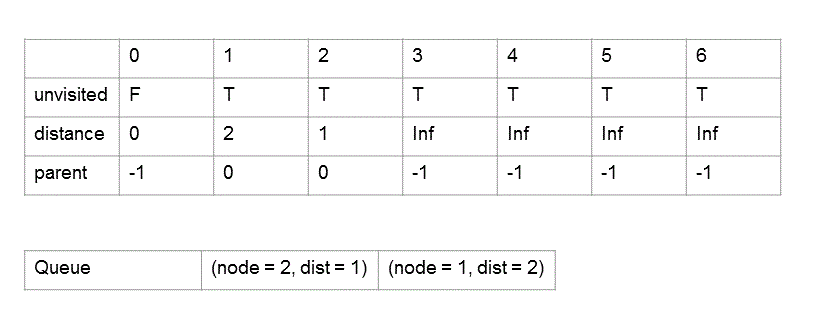 0 1 2 3 4 5 6
unvisited F T T T T T T
distance 0 2 1 Inf Inf Inf Inf
parent -1 0 0 -1 -1 -1 -1
Queue (node = 2, dist = 1) (node = 1, dist = 2)